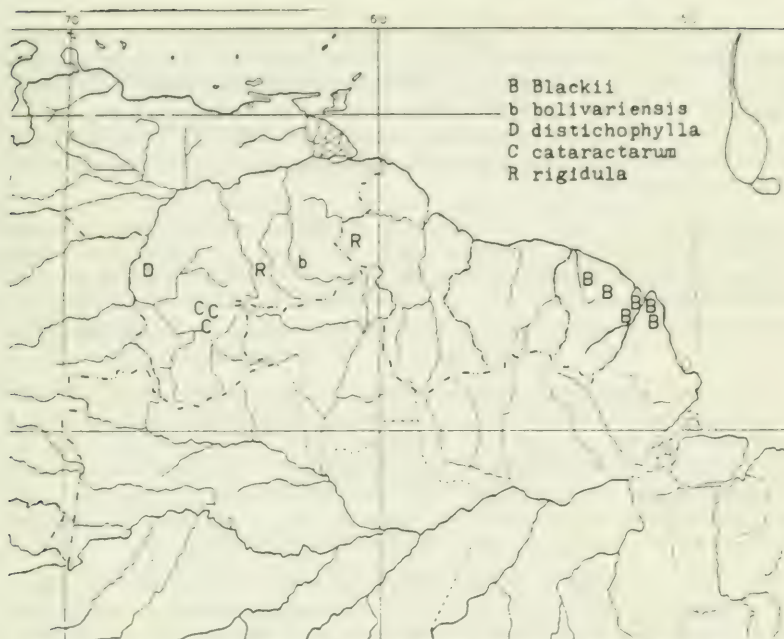 70 60
B Blackii
b bolivariensis
D distichophylla
C cataractarum
R rigidula
R
D R b
B
B
C C
C
B B
B B